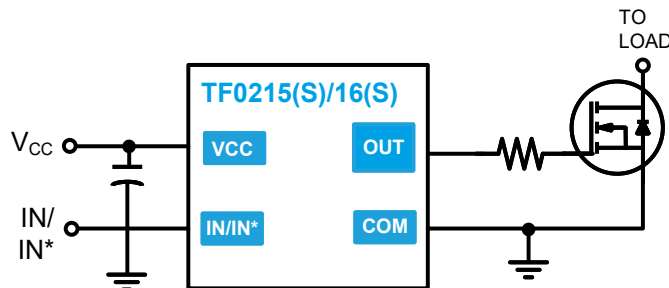 TO
LOAD
TF0215(S)/16(S)
VCC
VCC
OUT
IN/
IN*
IN/IN*
COM